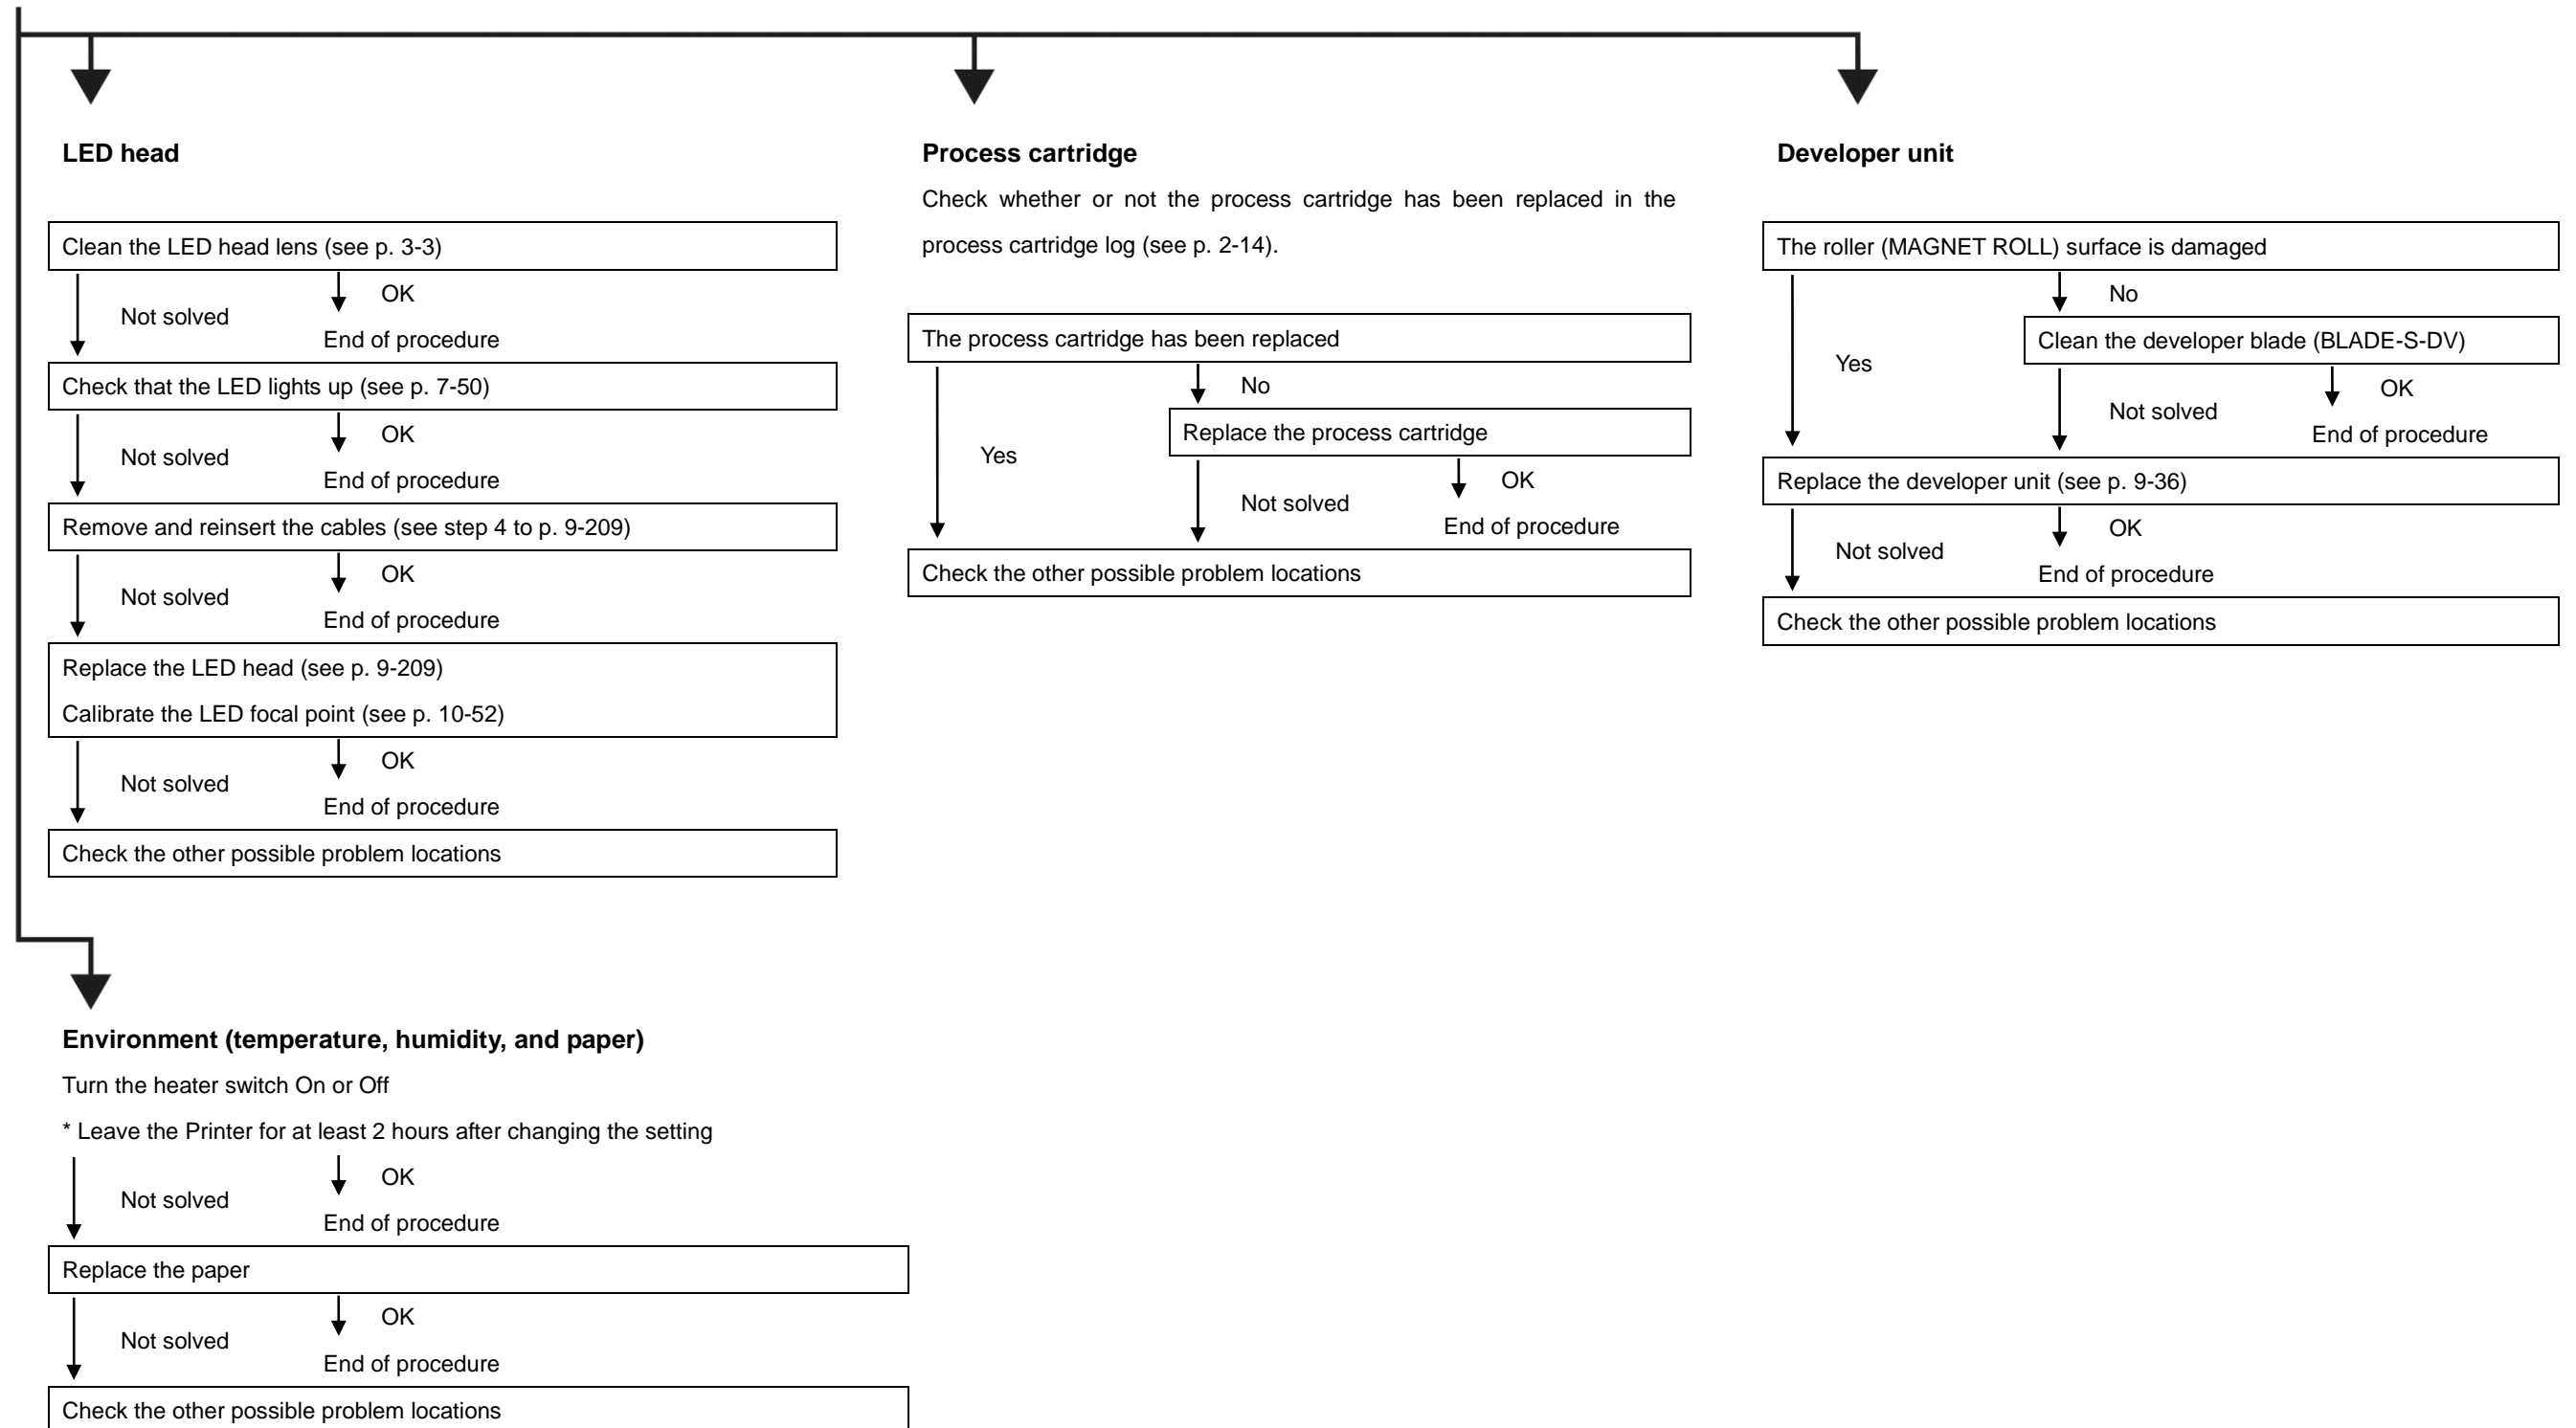 LED head
Clean the LED head lens (see p. 3-3)
OK
Not solved
End of procedure
Check that the LED lights up (see p. 7-50)
OK
Not solved
End of procedure
Remove and reinsert the cables (see step 4 to p. 9-209)
OK
Not solved
End of procedure
Replace the LED head (see p. 9-209)
Calibrate the LED focal point (see p. 10-52)
OK
Not solved
End of procedure
Check the other possible problem locations
Process cartridge
Check whether or not the process cartridge has been replaced in the
process cartridge log (see p. 2-14).
The process cartridge has been replaced
No
Replace the process cartridge
Yes
OK
Not solved
End of procedure
Check the other possible problem locations
Developer unit
The roller (MAGNET ROLL) surface is damaged
No
Clean the developer blade (BLADE-S-DV)
Yes
OK
Not solved
End of procedure
Replace the developer unit (see p. 9-36)
OK
Not solved
End of procedure
Check the other possible problem locations
Environment (temperature, humidity, and paper)
Turn the heater switch On or Off
* Leave the Printer for at least 2 hours after changing the setting
OK
Not solved
End of procedure
Replace the paper
OK
Not solved
End of procedure
Check the other possible problem locations